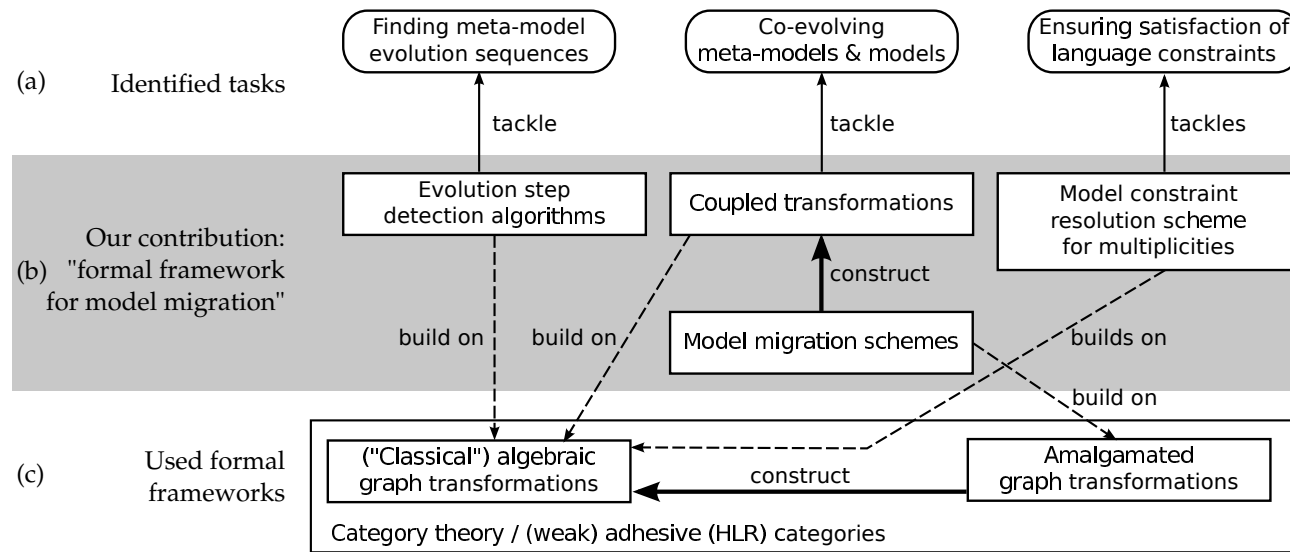 Finding meta-model
evolution sequences
Co-evolving
meta-models & models
Ensuring satisfaction of
language constraints
(a)
Identified tasks
tackle
tackle
tackles
Evolution step
detection algorithms
Coupled transformations
Model constraint
resolution scheme
for multiplicities
(b)
Our contribution:
"formal framework
for model migration"
construct
build on
build on
Model migration schemes
builds on
build on
(c)
Used formal
frameworks
("Classical") algebraic
graph transformations
construct
Amalgamated
graph transformations
Category theory / (weak) adhesive (HLR) categories